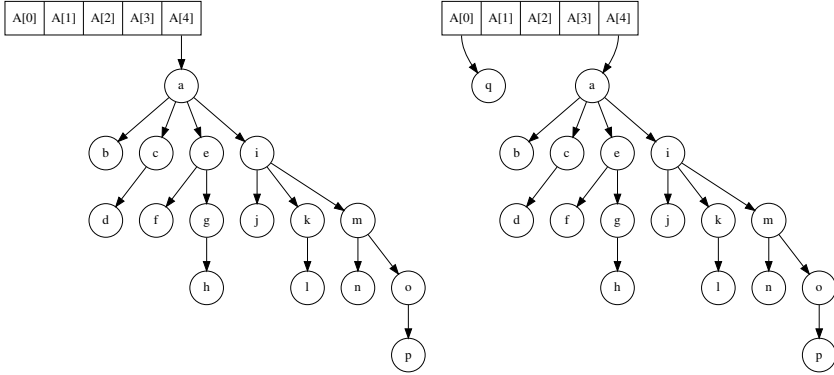 A[0] A[1] A[2] A[3] A[4] A[0] A[1] A[2] A[3] A[4]
a q a
b c e i b c e i
d f g j k m d f g j k m
h l n o h l n o
p p